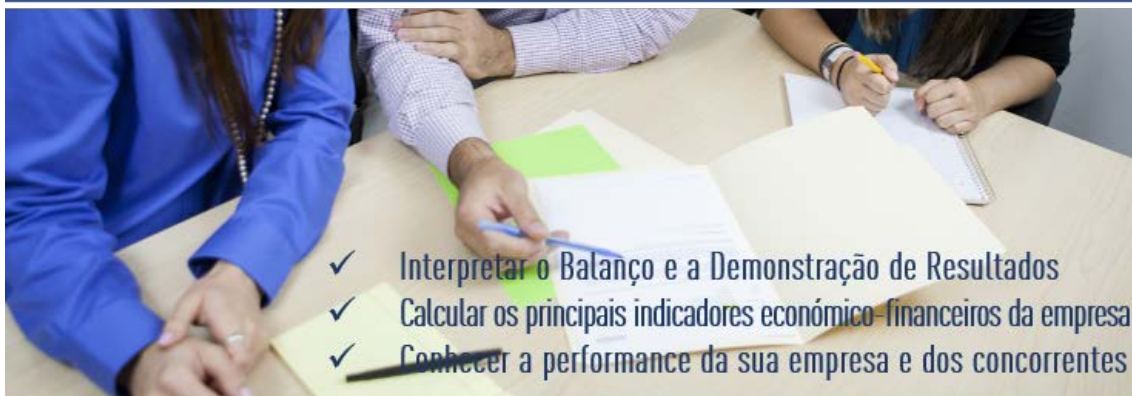 ✓ Interpretar o Balanço e a Demonstração de Resultados
✓ Calcular os principais indicadores económico-financeiros da empresa
✓ Conhecer a performance da sua empresa e dos concorrentes